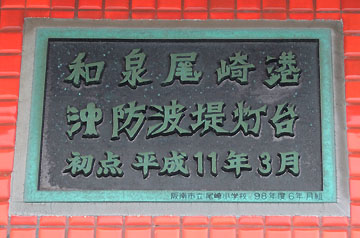 和泉尾崎港
沖防波堤灯台
初点 平成11年3月
阪南市立尾崎小学校 98年度6年月組